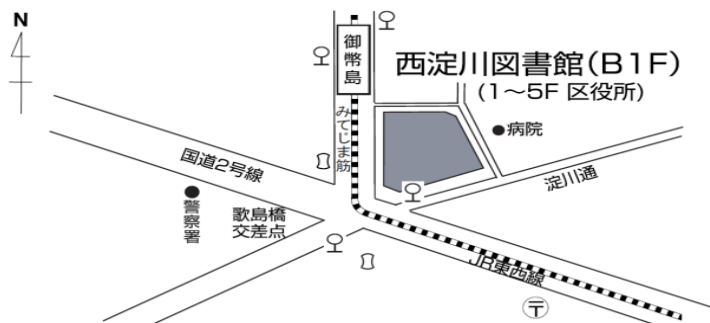 N
御幣島
西淀川図書館(B1F)
(1～5F 区役所)
みてじま筋
病院
国道2号線
淀川通
警察署
歌島橋
交差点
JR東西線
〒